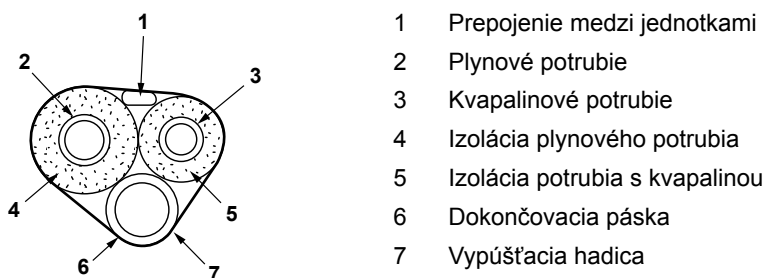 1
2
3
4
5
6
7
1 Prepojenie medzi jednotkami
2 Plynové potrubie
3 Kvapalinové potrubie
4 Izolácia plynového potrubia
5 Izolácia potrubia s kvapalinou
6 Dokončovacia páska
7 Vypúšťacia hadica